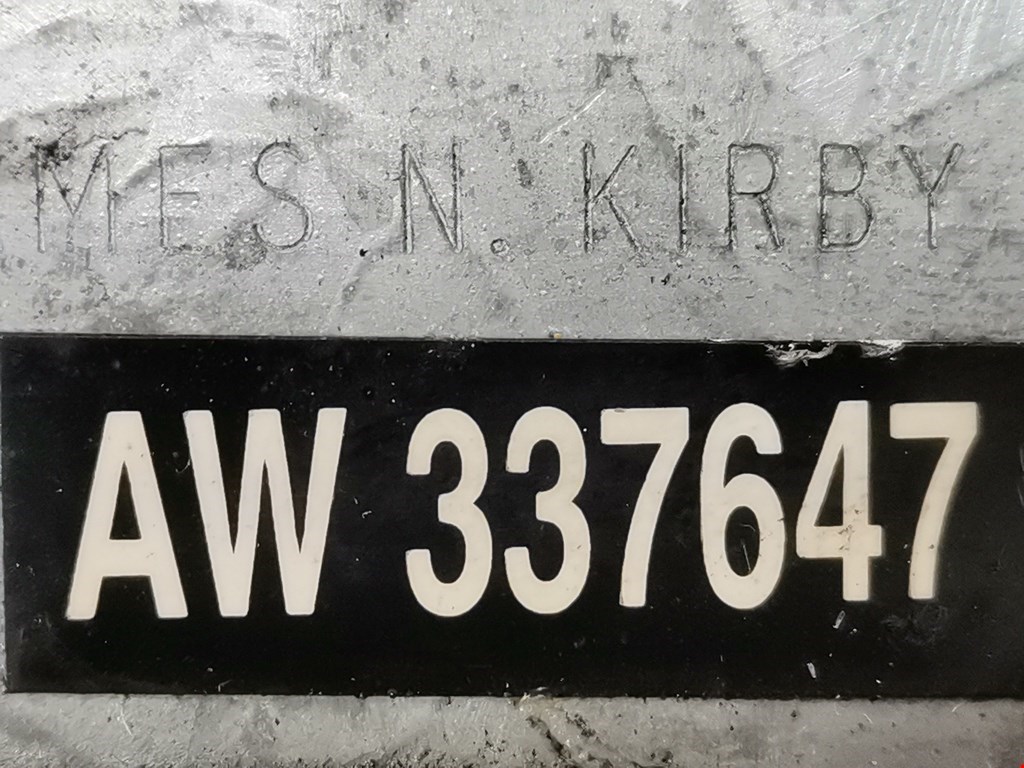 MES N. KIRBY
AW 337647